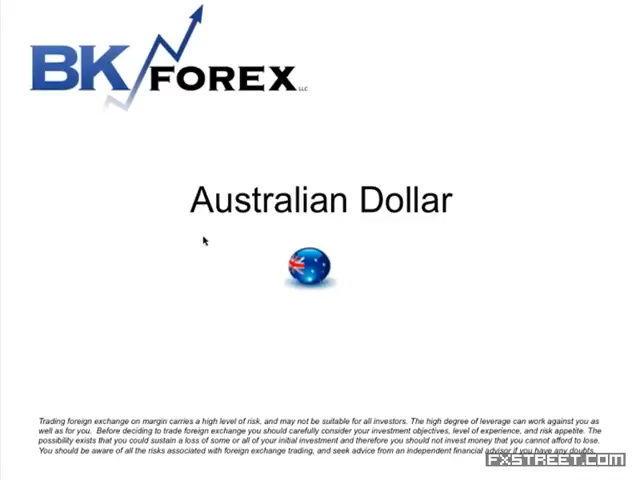 BK FOREX LLC
Australian Dollar
Trading foreign exchange on margin carries a high level of risk, and may not be suitable for all investors. The high degree of leverage can work against you as
well as for you. Before deciding to trade foreign exchange you should carefully consider your investment objectives, level of experience, and risk appetite. The
possibility exists that you could sustain a loss of some or all of your initial investment and therefore you should not invest money that you cannot afford to lose.
You should be aware of all the risks associated with foreign exchange trading, and seek advice from an independent financial advisor if you have any doubts.
FXSTREET.COM